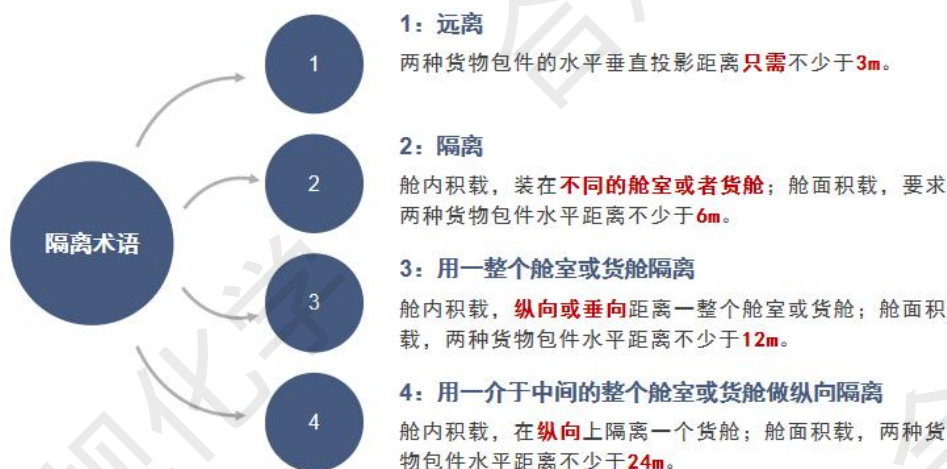 隔离术语
1
1：远离
两种货物包件的水平垂直投影距离只需不少于3m。
2
2：隔离
舱内积载，装在不同的舱室或者货舱；舱面积载，要求
两种货物包件水平距离不少于6m。
3
3：用一整个舱室或货舱隔离
舱内积载，纵向或垂向距离一整个舱室或货舱；舱面积
载，两种货物包件水平距离不少于12m。
4
4：用一介于中间的整个舱室或货舱做纵向隔离
舱内积载，在纵向上隔离一个货舱；舱面积载，两种货
物包件水平距离不少于24m。
化学